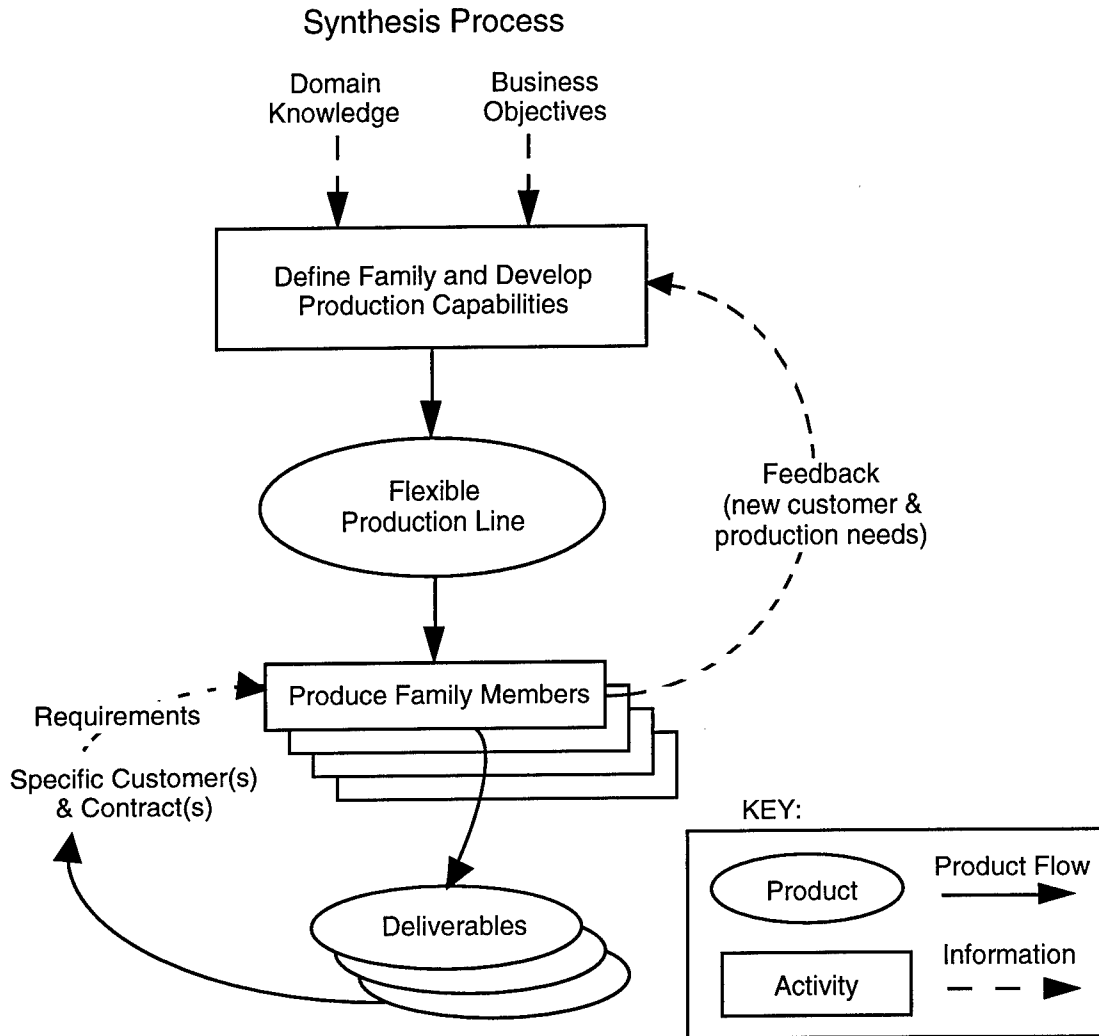 Synthesis Process
Domain
Knowledge
Business
Objectives
Define Family and Develop
Production Capabilities
Flexible
Production Line
Feedback
(new customer &
production needs)
Produce Family Members
Requirements
Specific Customer(s)
& Contract(s)
Deliverables
KEY:
Product
Product Flow
Activity
Information